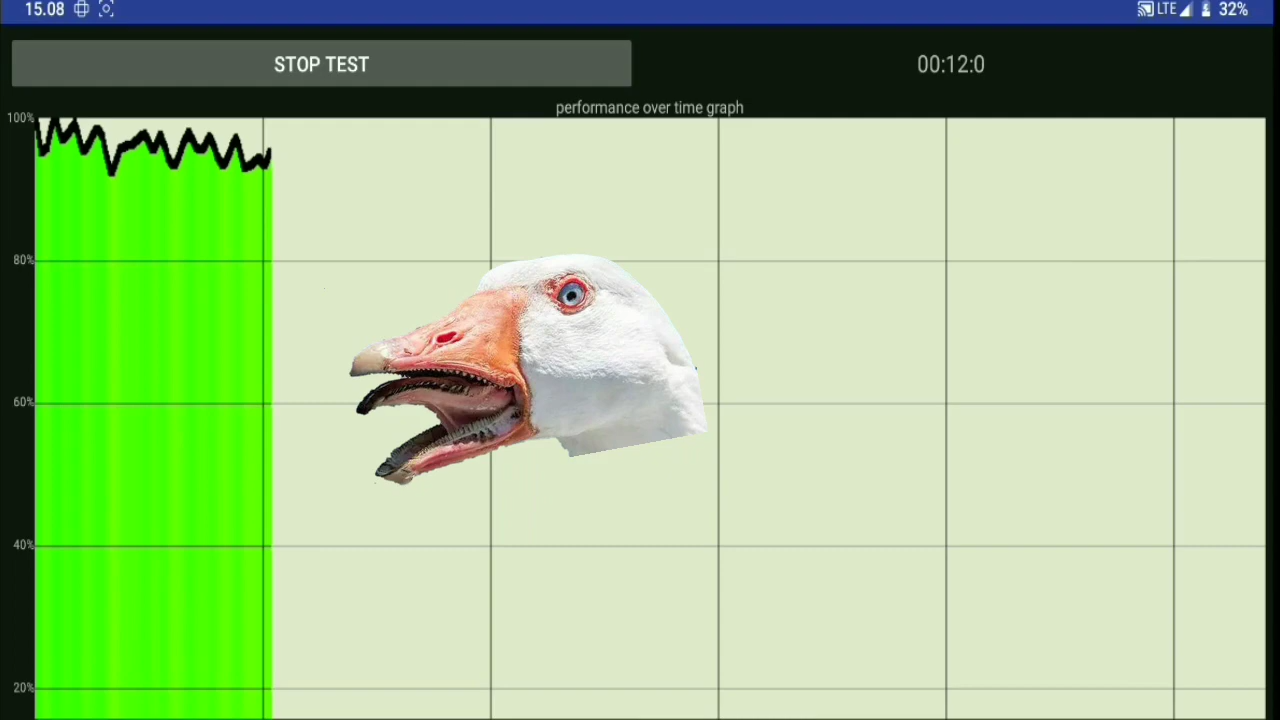 15.08 LTE 32%
STOP TEST 00:12:0
performance over time graph
100%
80%
60%
40%
20%